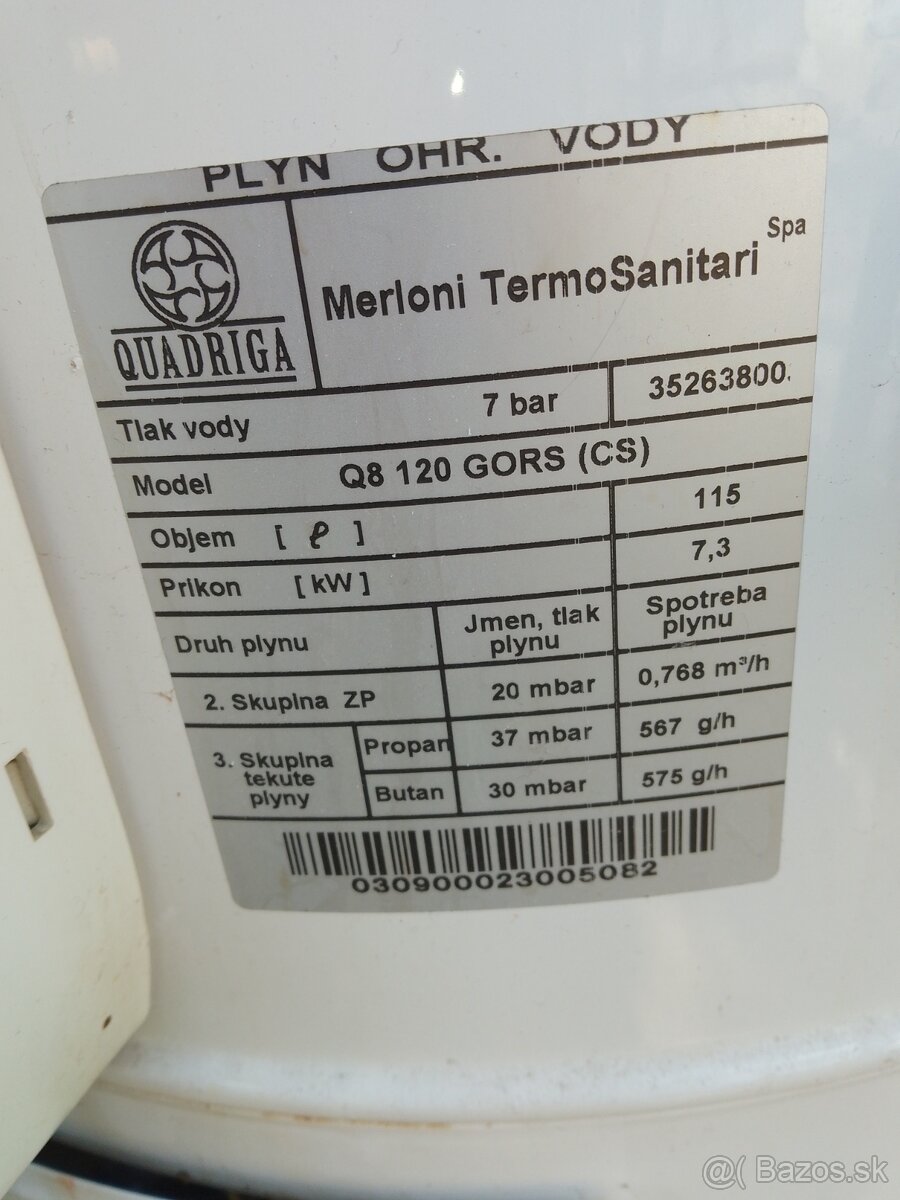 PLYN OHR. VODY
QUADRIGA
Merloni TermoSanitari Spa
Tlak vody 7 bar 35263800.
Model Q8 120 GORS (CS)
Objem [ ℓ ] 115
Prikon [kW] 7,3
Druh plynu Jmen, tlak plynu Spotreba plynu
2. Skupina ZP 20 mbar 0,768 m³/h
3. Skupina tekute plyny Propan 37 mbar 567 g/h
Butan 30 mbar 575 g/h
030900023005082
@( Bazos.sk